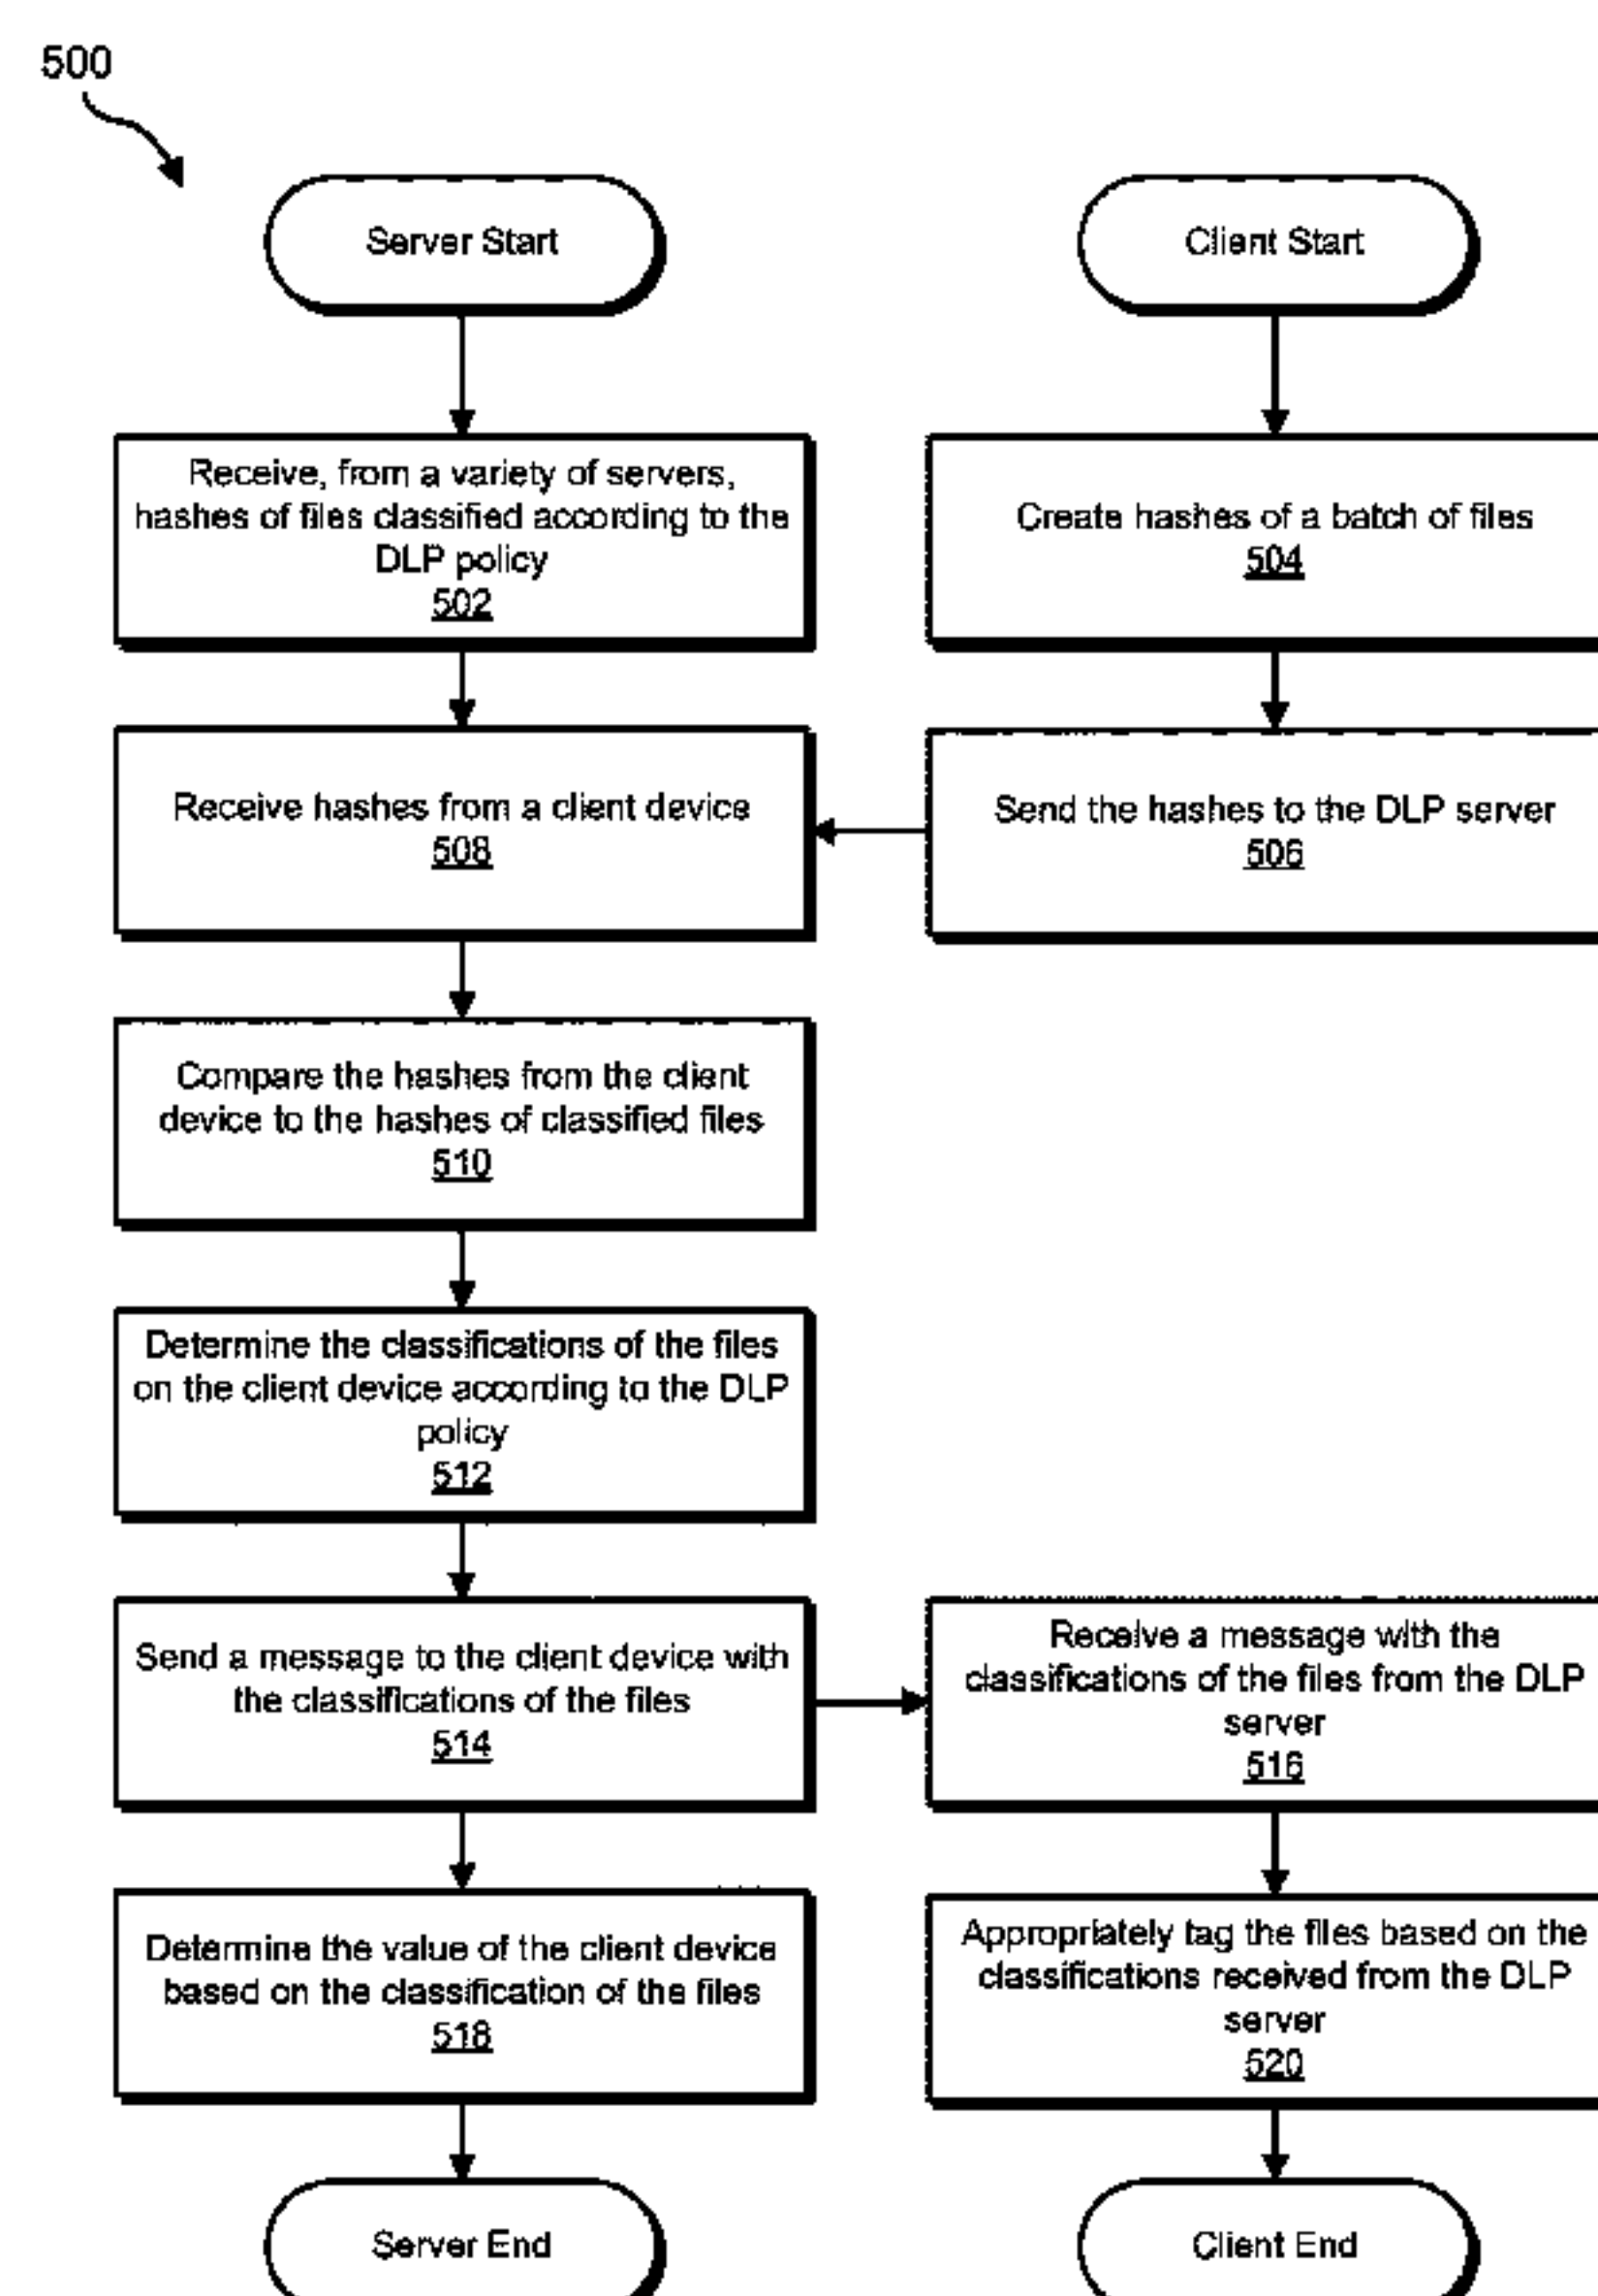 500
Server Start
Client Start
Receive, from a variety of servers,
hashes of files classified according to the
DLP policy
502
Create hashes of a batch of files
504
Receive hashes from a client device
508
Send the hashes to the DLP server
506
Compare the hashes from the client
device to the hashes of classified files
510
Determine the classifications of the files
on the client device according to the DLP
policy
512
Send a message to the client device with
the classifications of the files
514
Receive a message with the
classifications of the files from the DLP
server
516
Determine the value of the client device
based on the classification of the files
518
Appropriately tag the files based on the
classifications received from the DLP
server
520
Server End
Client End